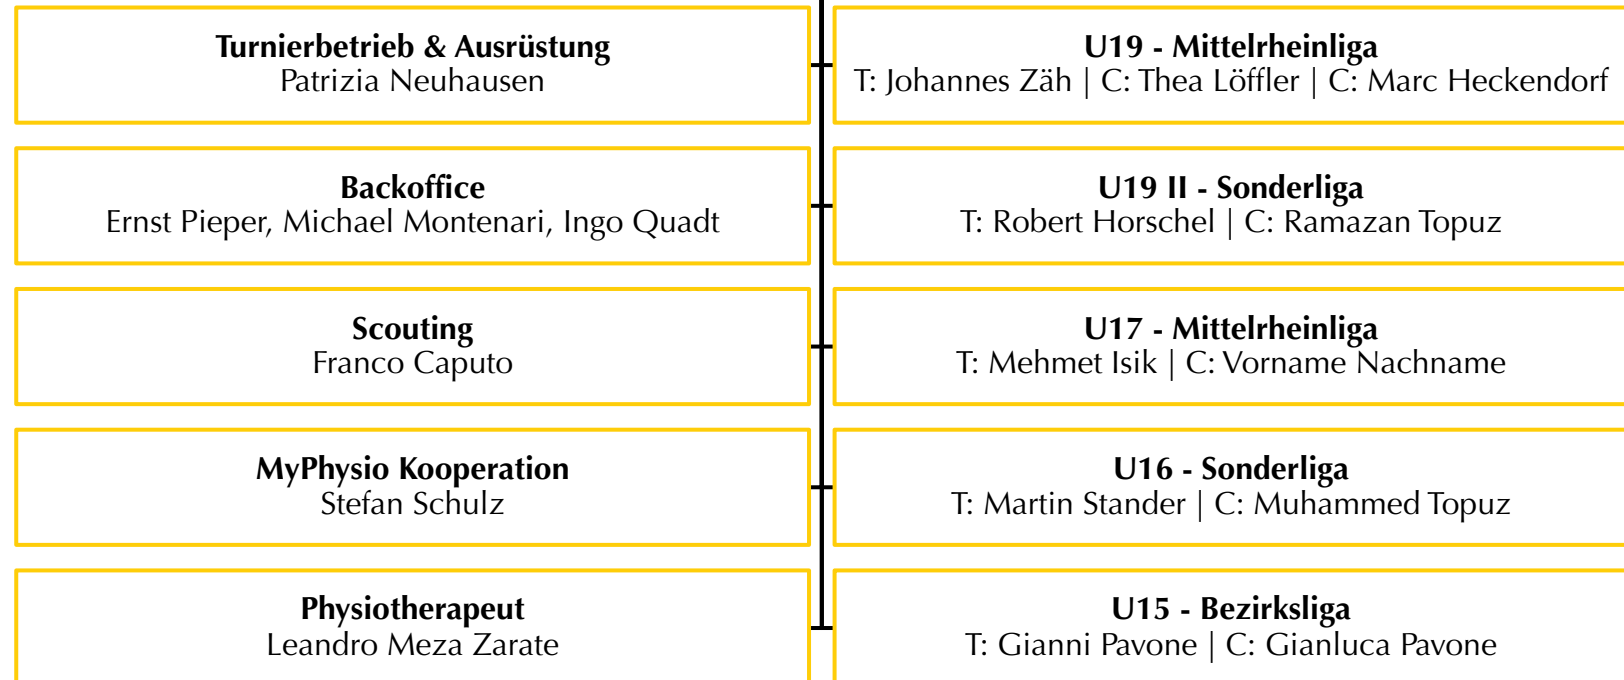 Turnierbetrieb & Ausrüstung
Patrizia Neuhausen
U19 - Mittelrheinliga
T: Johannes Zäh | C: Thea Löffler | C: Marc Heckendorf
Backoffice
Ernst Pieper, Michael Montenari, Ingo Quadt
U19 II - Sonderliga
T: Robert Horschel | C: Ramazan Topuz
Scouting
Franco Caputo
U17 - Mittelrheinliga
T: Mehmet Isik | C: Vorname Nachname
MyPhysio Kooperation
Stefan Schulz
U16 - Sonderliga
T: Martin Stander | C: Muhammed Topuz
Physiotherapeut
Leandro Meza Zarate
U15 - Bezirksliga
T: Gianni Pavone | C: Gianluca Pavone